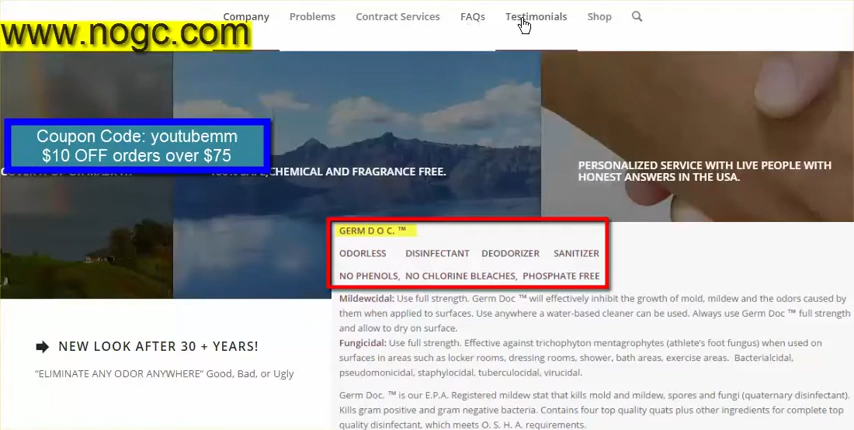 Company Problems Contract Services FAQs Testimonials Shop
www.nogc.com
Coupon Code: youtubemm
$10 OFF orders over $75
CHEMICAL AND FRAGRANCE FREE.
PERSONALIZED SERVICE WITH LIVE PEOPLE WITH
HONEST ANSWERS IN THE USA.
GERM D O C. ™
ODORLESS DISINFECTANT DEODORIZER SANITIZER
NO PHENOLS, NO CHLORINE BLEACHES, PHOSPHATE FREE
Mildewcidal: Use full strength. Germ Doc ™ will effectively inhibit the growth of mold, mildew and the odors caused by
them when applied to surfaces. Use anywhere a water-based cleaner can be used. Always use Germ Doc ™ full strength
and allow to dry on surface.
Fungicidal: Use full strength. Effective against trichophyton mentagrophytes (athlete's foot fungus) when used on
surfaces in areas such as locker rooms, dressing rooms, shower, bath areas, exercise areas. Bacterialcidal,
pseudomonicidal, staphylocidal, tuberculocidal, virucidal.
Germ Doc. ™ is our E.P.A. Registered mildew stat that kills mold and mildew, spores and fungi (quaternary disinfectant).
Kills gram positive and gram negative bacteria. Contains four top quality quats plus other ingredients for complete top
quality disinfectant, which meets O. S. H. A. requirements.
NEW LOOK AFTER 30 + YEARS!
“ELIMINATE ANY ODOR ANYWHERE” Good, Bad, or Ugly